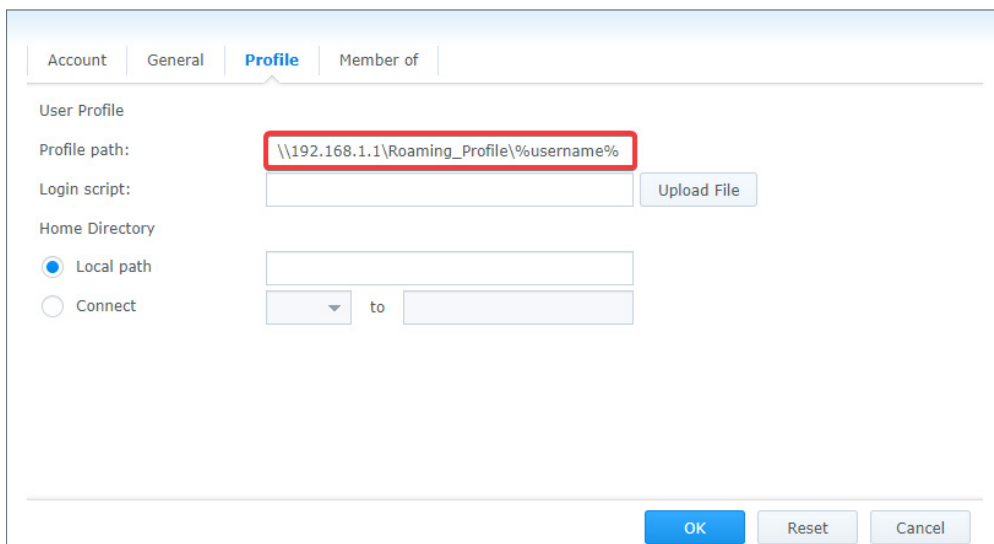 Account General Profile Member of
User Profile
Profile path: \\192.168.1.1\Roaming_Profile\%username%
Login script: Upload File
Home Directory
Local path
Connect to
OK Reset Cancel